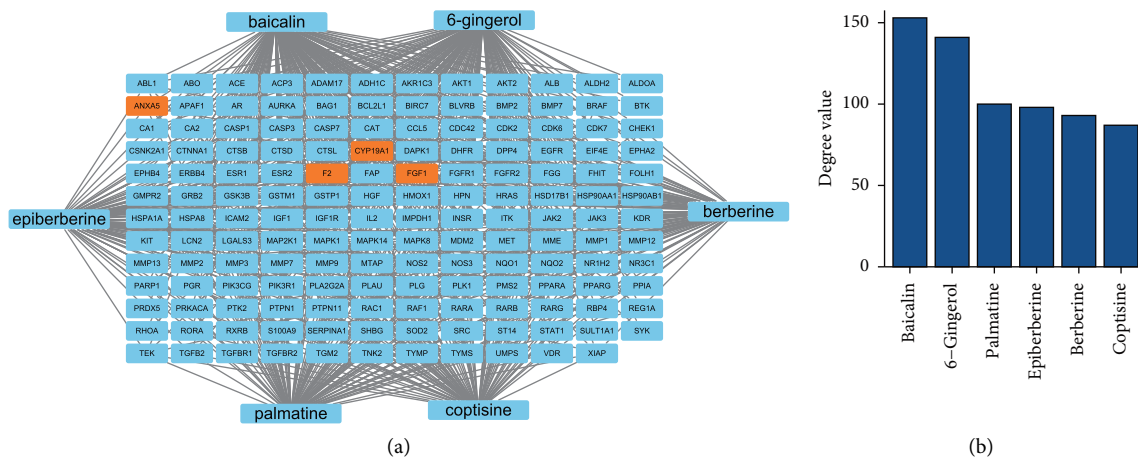 baicalin 6-gingerol
ABL1 ABO ACE ACP3 ADAM17 ADH1C AKR1C3 AKT1 AKT2 ALB ALDH2 ALDOA
ANXA5 APAF1 AR AURKA BAG1 BCL2L1 BIRC7 BLVRB BMP2 BMP7 BRAF BTK
CA1 CA2 CASP1 CASP3 CASP7 CAT CCL5 CDC42 CDK2 CDK6 CDK7 CHEK1
CSNK2A1 CTNNA1 CTSB CTSD CTSL CYP19A1 DAPK1 DHFR DPP4 EGFR EIF4E EPHA2
EPHB4 ERBB4 ESR1 ESR2 F2 FAP FGF1 FGFR1 FGFR2 FGG FHIT FOLH1
GMPR2 GRB2 GSK3B GSTM1 GSTP1 HGF HMOX1 HPN HRAS HSD17B1 HSP90AA1 HSP90AB1
epiberberine HSPA1A HSPA8 ICAM2 IGF1 IGF1R IL2 IMPDH1 INSR ITK JAK2 JAK3 KDR berberine
KIT LCN2 LGALS3 MAP2K1 MAPK1 MAPK14 MAPK8 MDM2 MET MME MMP1 MMP12
MMP13 MMP2 MMP3 MMP7 MMP9 MTAP NOS2 NOS3 NQO1 NQO2 NR1H2 NR3C1
PARP1 PGR PIK3CG PIK3R1 PLA2G2A PLAU PLG PLK1 PMS2 PPARA PPARG PPIA
PRDX5 PRKACA PTK2 PTPN1 PTPN11 RAC1 RAF1 RARA RARB RARG RBP4 REG1A
RHOA RORA RXRB S100A9 SERPINA1 SHBG SOD2 SRC ST14 STAT1 SULT1A1 SYK
TEK TGFB2 TGFBR1 TGFBR2 TGM2 TNK2 TYMP TYMS UMPS VDR XIAP
palmatine coptisine
(a)
Degree value
150
100
50
0
Baicalin
6−Gingerol
Palmatine
Epiberberine
Berberine
Coptisine
(b)